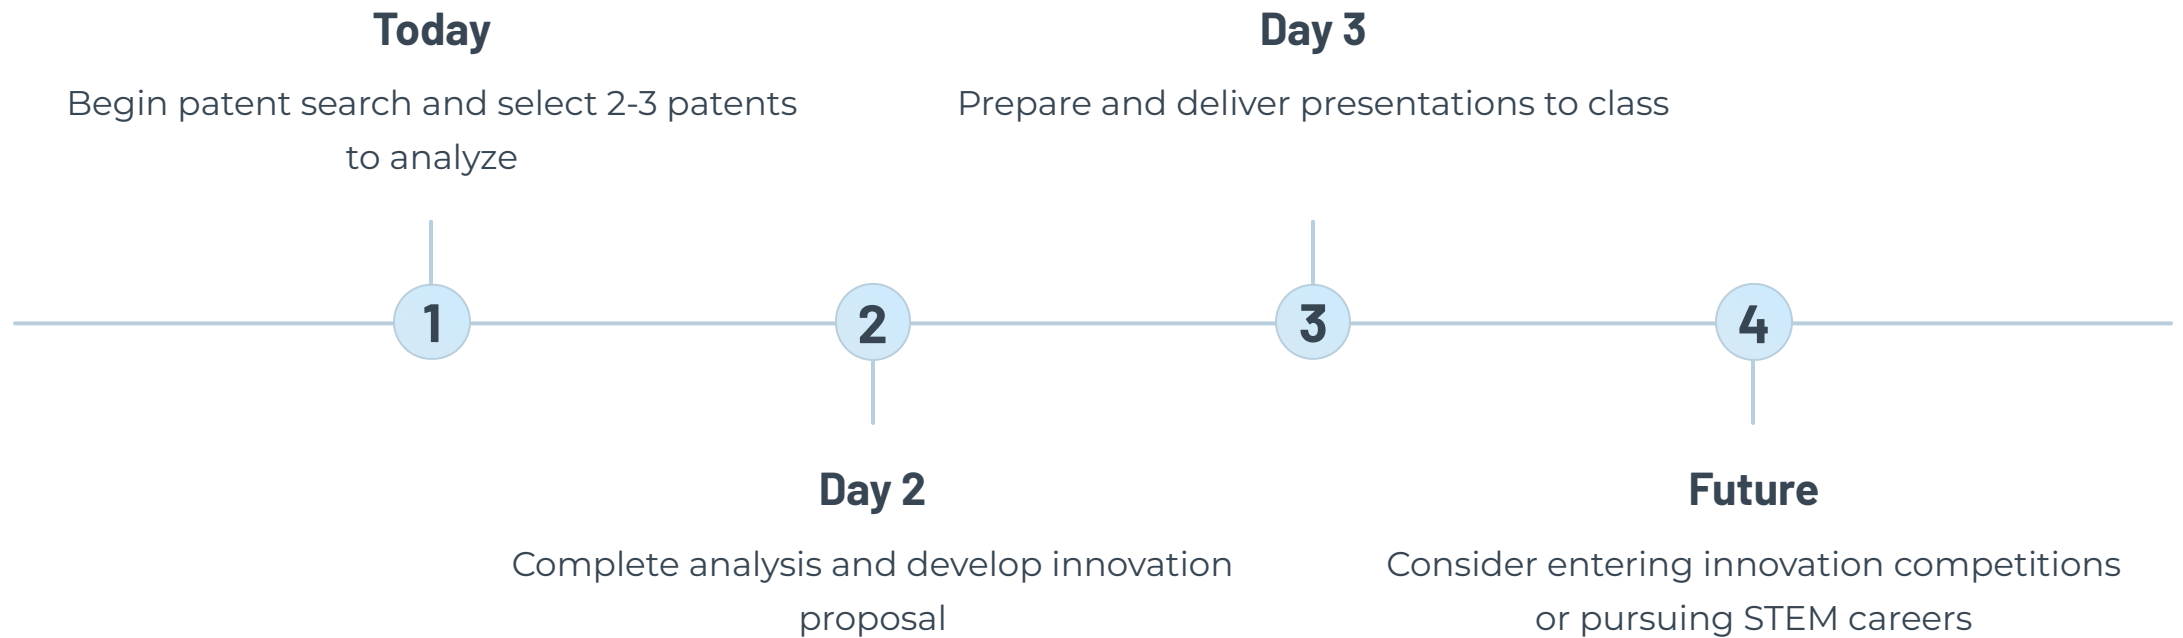 Today
Begin patent search and select 2-3 patents
to analyze
Day 3
Prepare and deliver presentations to class
1
2
3
4
Day 2
Complete analysis and develop innovation
proposal
Future
Consider entering innovation competitions
or pursuing STEM careers